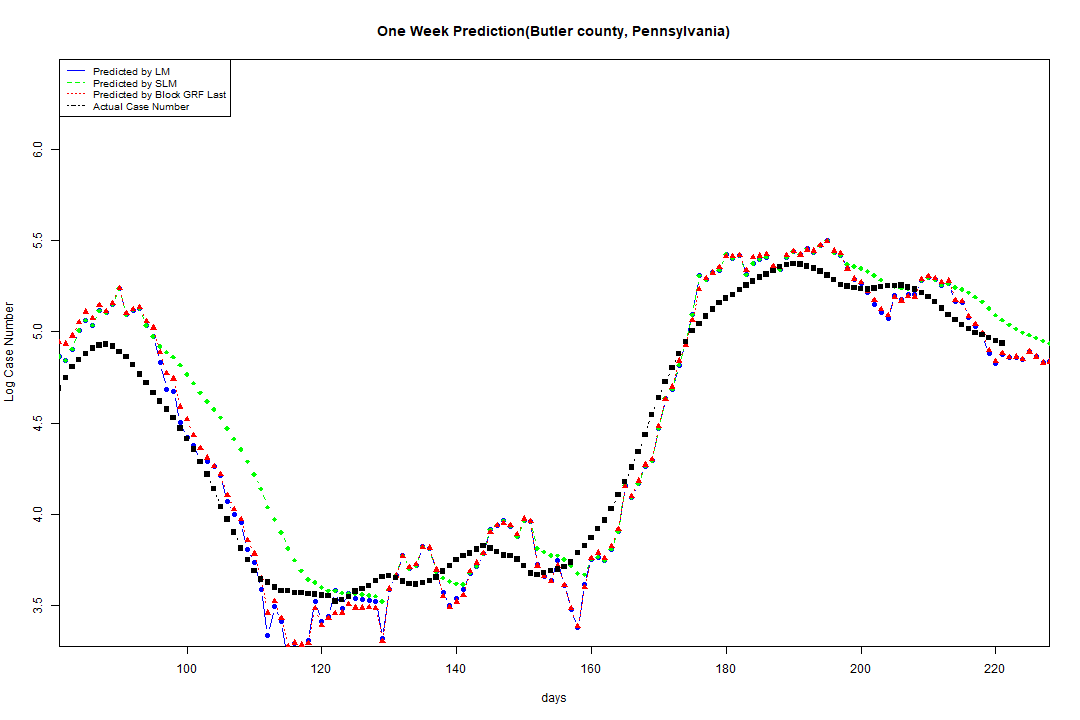 One Week Prediction(Butler county, Pennsylvania)
Predicted by LM
Predicted by SLM
Predicted by Block GRF Last
Actual Case Number
Log Case Number
6.0
5.5
5.0
4.5
4.0
3.5
100 120 140 160 180 200 220
days